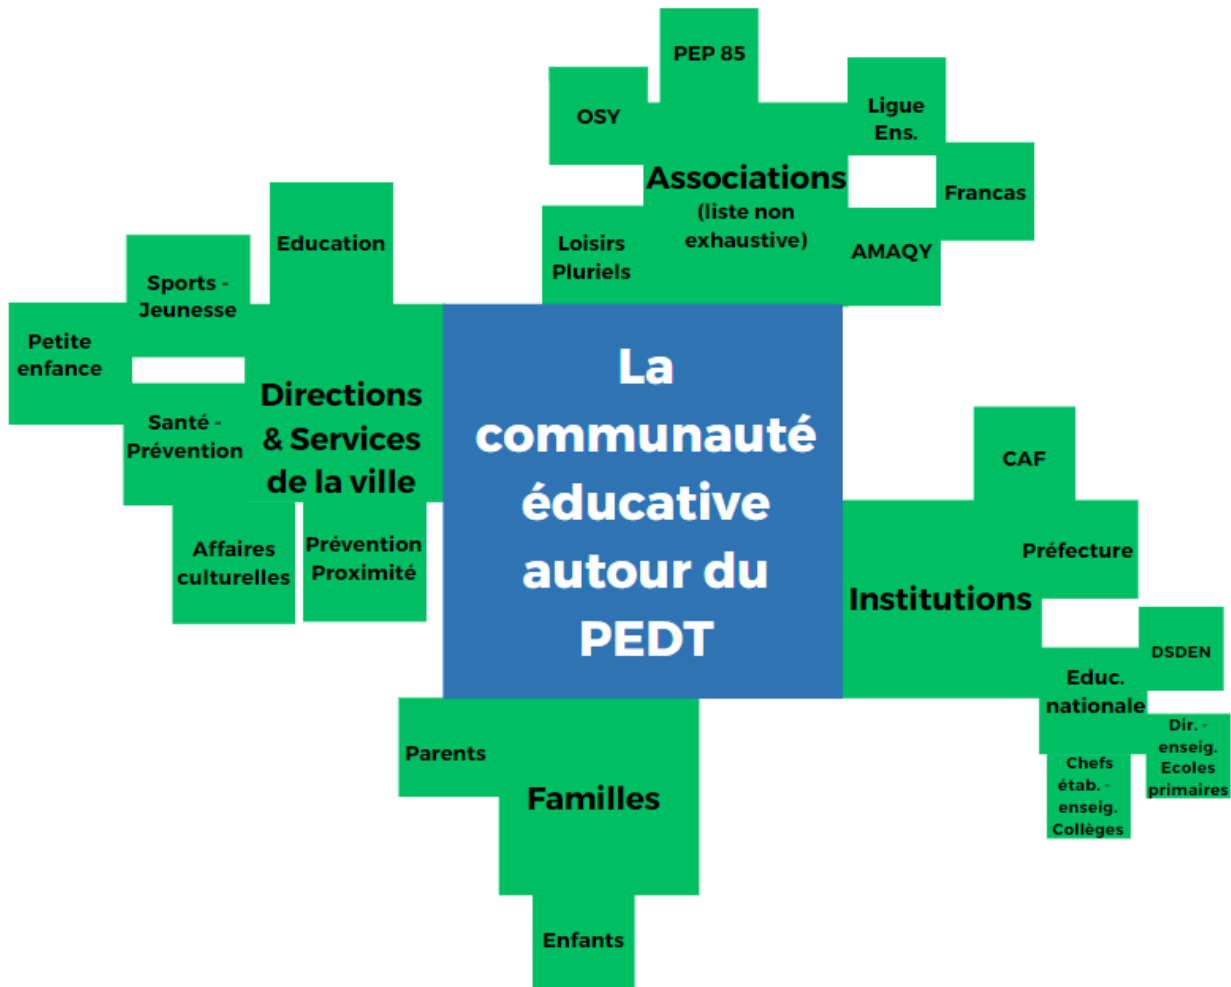 PEP 85
OSY
Ligue
Ens.
Associations
(liste non
exhaustive)
Francas
Loisirs
Pluriels
AMAQY
Education
Sports -
Jeunesse
Petite
enfance
Santé -
Prévention
Directions
& Services
de la ville
Affaires
culturelles
Prévention
Proximité
La
communauté
éducative
autour du
PEDT
CAF
Préfecture
Institutions
DSDEN
Educ.
nationale
Dir. -
enseig.
Ecoles
primaires
Chefs
étab. -
enseig.
Collèges
Parents
Familles
Enfants